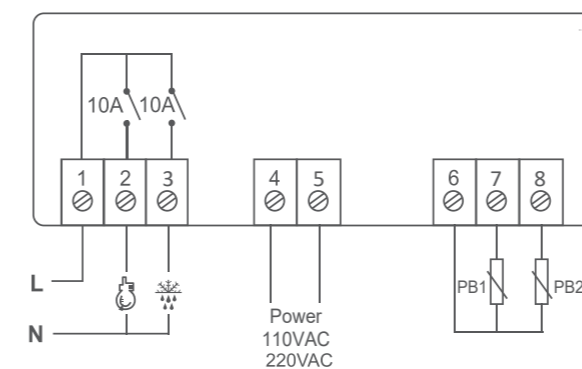 10A 10A
1 2 3 4 5 6 7 8
L
N
Power
110VAC
220VAC
PB1 PB2